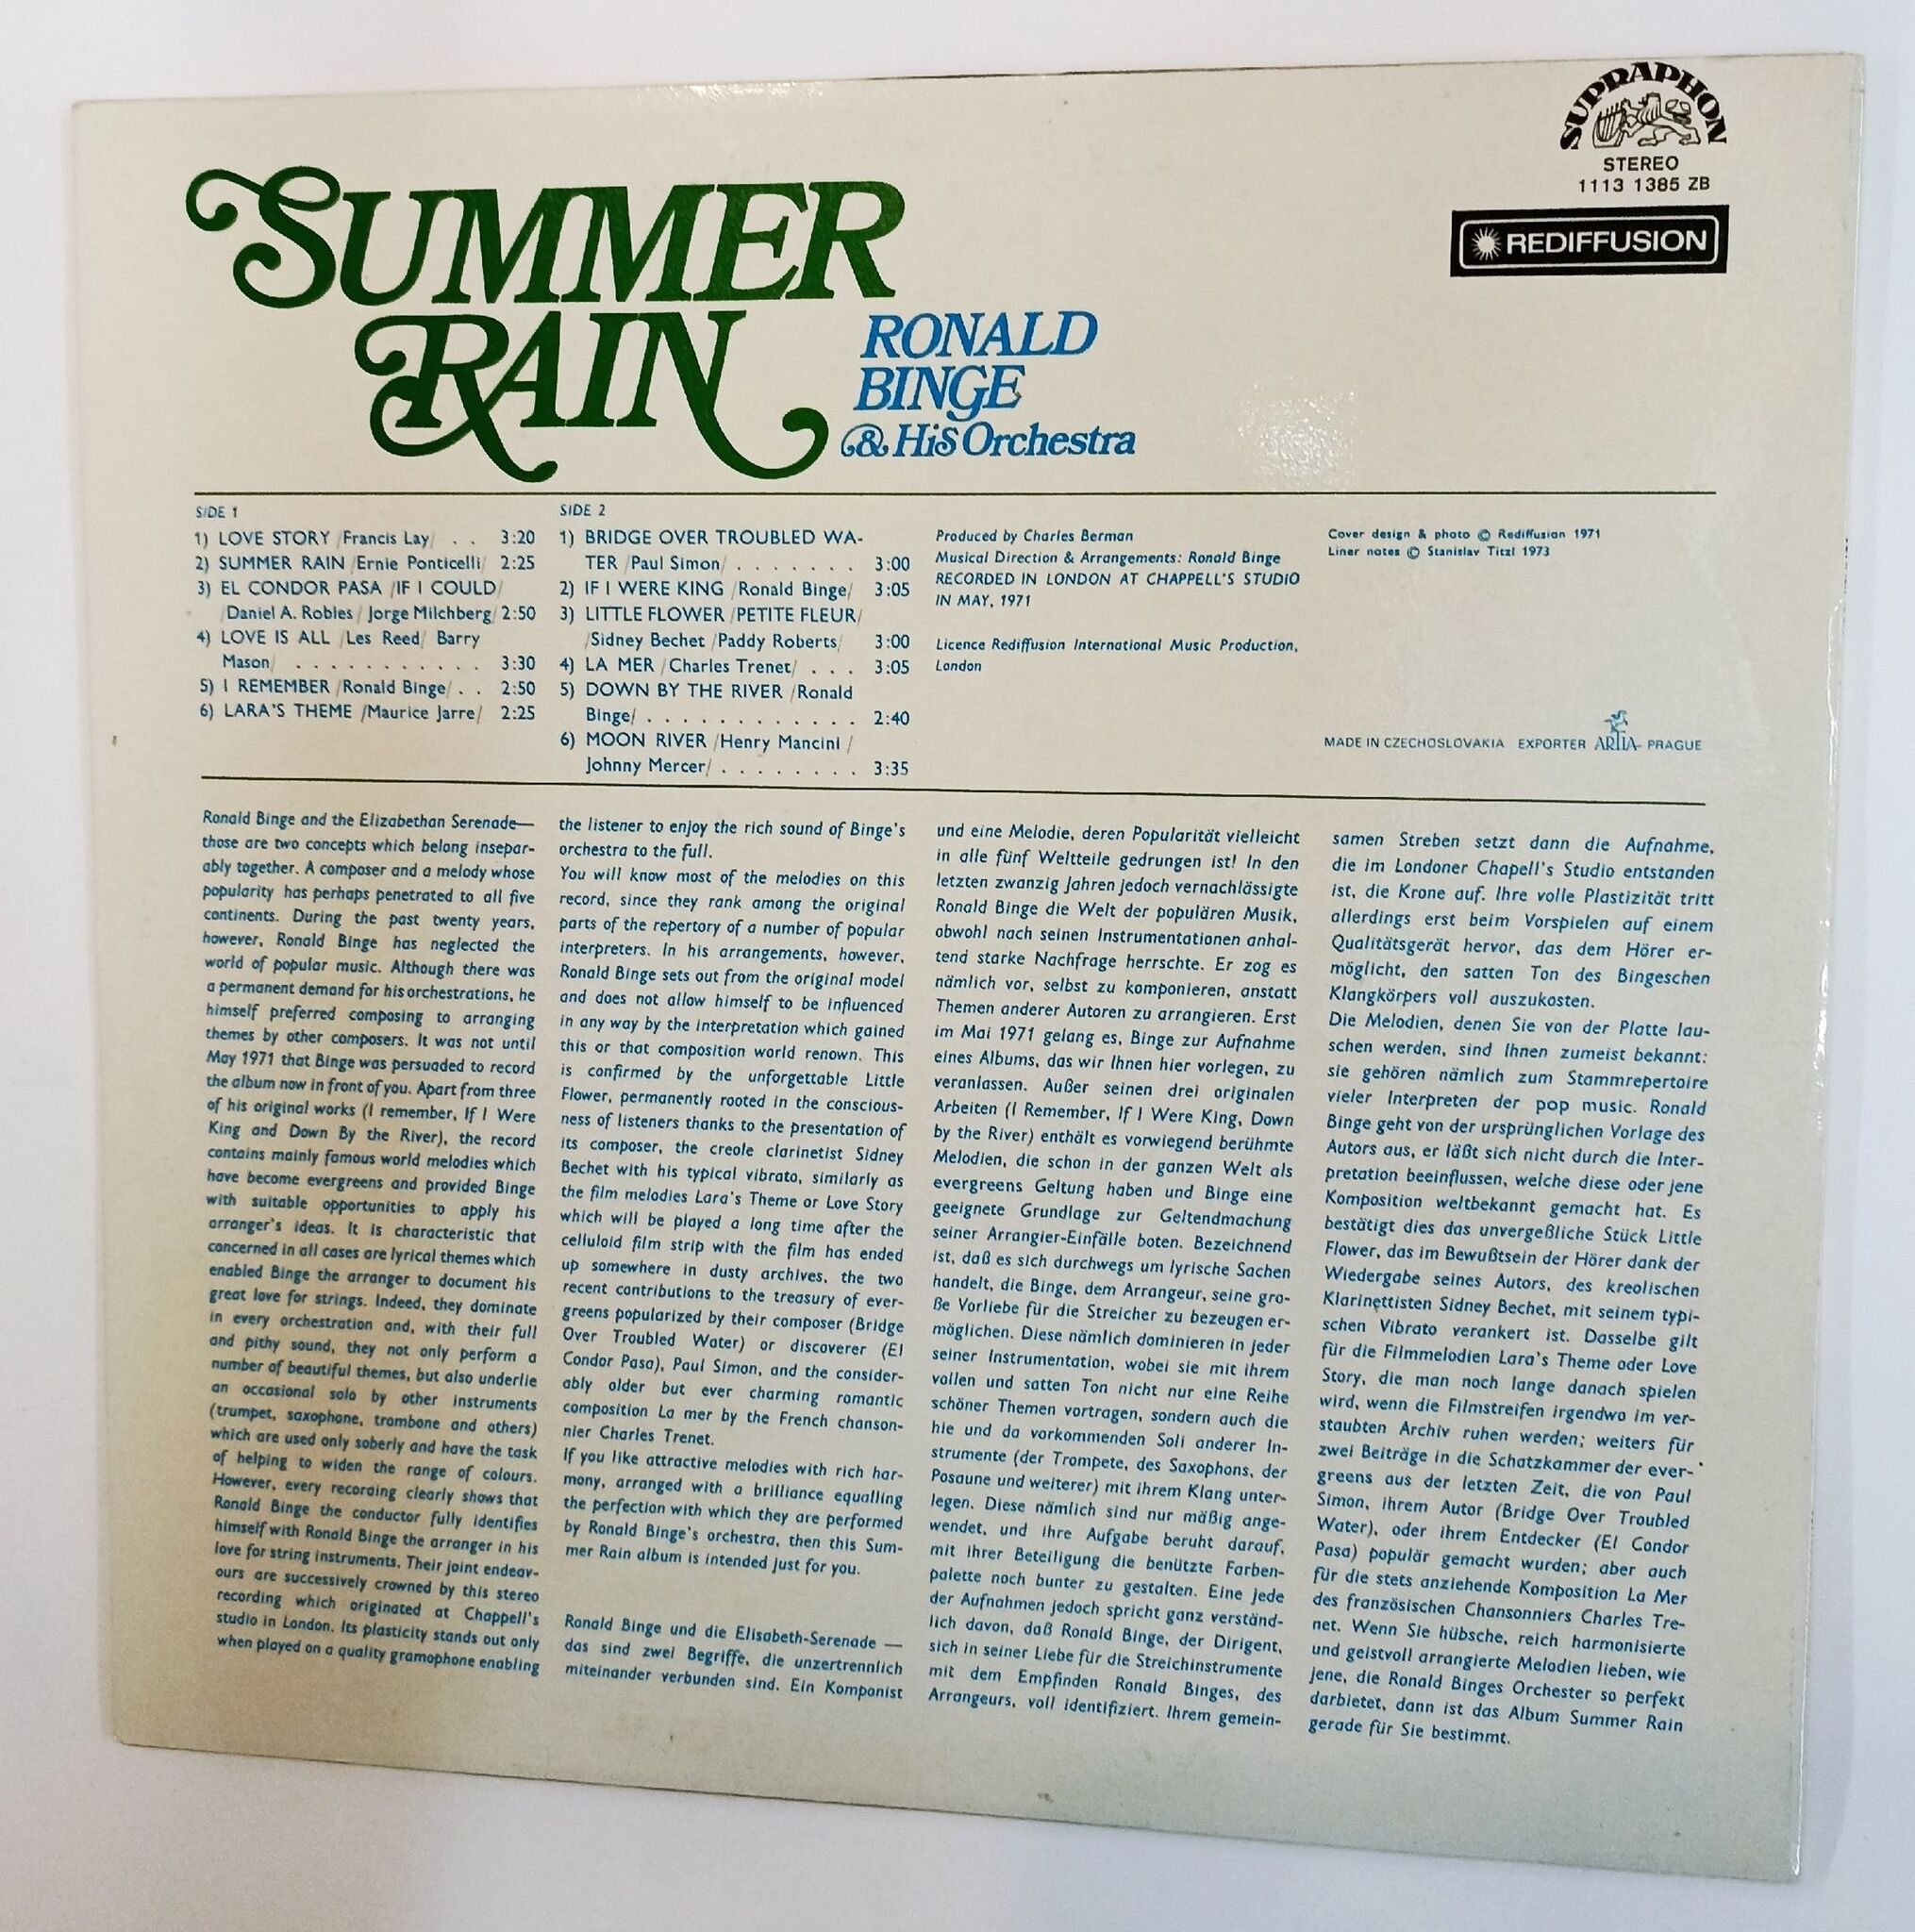 SUPRAPHON
STEREO
1113 1385 ZB
REDIFFUSION
SUMMER
RAIN
RONALD
BINGE
& His Orchestra
SIDE 1
1) LOVE STORY /Francis Lay/ . . 3:20
2) SUMMER RAIN /Ernie Ponticelli/ 2:25
3) EL CONDOR PASA /IF I COULD/
/Daniel A. Robles / Jorge Milchberg/ 2:50
4) LOVE IS ALL /Les Reed/ Barry
Mason/ . . . . . . . . . . . 3:30
5) I REMEMBER /Ronald Binge/ . . 2:50
6) LARA'S THEME /Maurice Jarre/ 2:25
SIDE 2
1) BRIDGE OVER TROUBLED WA-
TER /Paul Simon/ . . . . . . . 3:00
2) IF I WERE KING /Ronald Binge/ 3:05
3) LITTLE FLOWER /PETITE FLEUR/
/Sidney Bechet /Paddy Roberts/ 3:00
4) LA MER /Charles Trenet/ . . . 3:05
5) DOWN BY THE RIVER /Ronald
Binge/ . . . . . . . . . . . . 2:40
6) MOON RIVER /Henry Mancini /
Johnny Mercer/ . . . . . . . . 3:35
Produced by Charles Berman
Musical Direction & Arrangements: Ronald Binge
RECORDED IN LONDON AT CHAPPELL'S STUDIO
IN MAY, 1971
Licence Rediffusion International Music Production,
London
Cover design & photo © Rediffusion 1971
Liner notes © Stanislav Titzl 1973
MADE IN CZECHOSLOVAKIA EXPORTER ARTIA PRAGUE
Ronald Binge and the Elizabethan Serenade—
those are two concepts which belong insepar-
ably together. A composer and a melody whose
popularity has perhaps penetrated to all five
continents. During the past twenty years,
however, Ronald Binge has neglected the
world of popular music. Although there was
a permanent demand for his orchestrations, he
himself preferred composing to arranging
themes by other composers. It was not until
May 1971 that Binge was persuaded to record
the album now in front of you. Apart from three
of his original works (I remember, If I Were
King and Down By the River), the record
contains mainly famous world melodies which
have become evergreens and provided Binge
with suitable opportunities to apply his
arranger's ideas. It is characteristic that
concerned in all cases are lyrical themes which
enabled Binge the arranger to document his
great love for strings. Indeed, they dominate
in every orchestration and, with their full
and pithy sound, they not only perform a
number of beautiful themes, but also underlie
an occasional solo by other instruments
(trumpet, saxophone, trombone and others)
which are used only soberly and have the task
of helping to widen the range of colours.
However, every recording clearly shows that
Ronald Binge the conductor fully identifies
himself with Ronald Binge the arranger in his
love for string instruments. Their joint endeav-
ours are successively crowned by this stereo
recording which originated at Chappell's
studio in London. Its plasticity stands out only
when played on a quality gramophone enabling
the listener to enjoy the rich sound of Binge's
orchestra to the full.
You will know most of the melodies on this
record, since they rank among the original
parts of the repertory of a number of popular
interpreters. In his arrangements, however,
Ronald Binge sets out from the original model
and does not allow himself to be influenced
in any way by the interpretation which gained
this or that composition world renown. This
is confirmed by the unforgettable Little
Flower, permanently rooted in the conscious-
ness of listeners thanks to the presentation of
its composer, the creole clarinetist Sidney
Bechet with his typical vibrato, similarly as
the film melodies Lara's Theme or Love Story
which will be played a long time after the
celluloid film strip with the film has ended
up somewhere in dusty archives, the two
recent contributions to the treasury of ever-
greens popularized by their composer (Bridge
Over Troubled Water) or discoverer (El
Condor Pasa), Paul Simon, and the consider-
ably older but ever charming romantic
composition La mer by the French chanson-
nier Charles Trenet.
If you like attractive melodies with rich har-
mony, arranged with a brilliance equalling
the perfection with which they are performed
by Ronald Binge's orchestra, then this Sum-
mer Rain album is intended just for you.
Ronald Binge und die Elisabeth-Serenade —
das sind zwei Begriffe, die unzertrennlich
miteinander verbunden sind. Ein Komponist
und eine Melodie, deren Popularität vielleicht
in alle fünf Weltteile gedrungen ist! In den
letzten zwanzig Jahren jedoch vernachlässigte
Ronald Binge die Welt der populären Musik,
obwohl nach seinen Instrumentationen anhal-
tend starke Nachfrage herrschte. Er zog es
nämlich vor, selbst zu komponieren, anstatt
Themen anderer Autoren zu arrangieren. Erst
im Mai 1971 gelang es, Binge zur Aufnahme
eines Albums, das wir Ihnen hier vorlegen, zu
veranlassen. Außer seinen drei originalen
Arbeiten (I Remember, If I Were King, Down
by the River) enthält es vorwiegend berühmte
Melodien, die schon in der ganzen Welt als
evergreens Geltung haben und Binge eine
geeignete Grundlage zur Geltendmachung
seiner Arrangier-Einfälle boten. Bezeichnend
ist, daß es sich durchwegs um lyrische Sachen
handelt, die Binge, dem Arrangeur, seine gro-
ße Vorliebe für die Streicher zu bezeugen er-
möglichen. Diese nämlich dominieren in jeder
seiner Instrumentation, wobei sie mit ihrem
vollen und satten Ton nicht nur eine Reihe
schöner Themen vortragen, sondern auch die
hie und da vorkommenden Soli anderer In-
strumente (der Trompete, des Saxophons, der
Posaune und weiterer) mit ihrem Klang unter-
legen. Diese nämlich sind nur mäßig ange-
wendet, und ihre Aufgabe beruht darauf,
mit ihrer Beteiligung die benützte Farben-
palette noch bunter zu gestalten. Eine jede
der Aufnahmen jedoch spricht ganz verständ-
lich davon, daß Ronald Binge, der Dirigent,
sich in seiner Liebe für die Streichinstrumente
mit dem Empfinden Ronald Binges, des
Arrangeurs, voll identifiziert. Ihrem gemein-
samen Streben setzt dann die Aufnahme,
die im Londoner Chapell's Studio entstanden
ist, die Krone auf. Ihre volle Plastizität tritt
allerdings erst beim Vorspielen auf einem
Qualitätsgerät hervor, das dem Hörer er-
möglicht, den satten Ton des Bingeschen
Klangkörpers voll auszukosten.
Die Melodien, denen Sie von der Platte lau-
schen werden, sind Ihnen zumeist bekannt:
sie gehören nämlich zum Stammrepertoire
vieler Interpreten der pop music. Ronald
Binge geht von der ursprünglichen Vorlage des
Autors aus, er läßt sich nicht durch die Inter-
pretation beeinflussen, welche diese oder jene
Komposition weltbekannt gemacht hat. Es
bestätigt dies das unvergeßliche Stück Little
Flower, das im Bewußtsein der Hörer dank der
Wiedergabe seines Autors, des kreolischen
Klarinettisten Sidney Bechet, mit seinem typi-
schen Vibrato verankert ist. Dasselbe gilt
für die Filmmelodien Lara's Theme oder Love
Story, die man noch lange danach spielen
wird, wenn die Filmstreifen irgendwo im ver-
staubten Archiv ruhen werden; weiters für
zwei Beiträge in die Schatzkammer der ever-
greens aus der letzten Zeit, die von Paul
Simon, ihrem Autor (Bridge Over Troubled
Water), oder ihrem Entdecker (El Condor
Pasa) populär gemacht wurden; aber auch
für die stets anziehende Komposition La Mer
des französischen Chansonniers Charles Tre-
net. Wenn Sie hübsche, reich harmonisierte
und geistvoll arrangierte Melodien lieben, wie
jene, die Ronald Binges Orchester so perfekt
darbietet, dann ist das Album Summer Rain
gerade für Sie bestimmt.